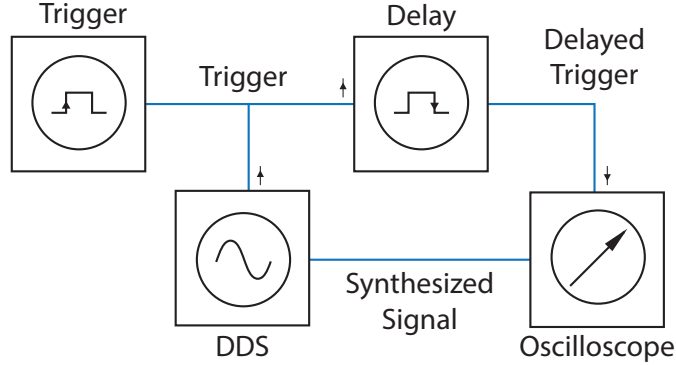 Trigger
Delay
Delayed
Trigger
Trigger
Synthesized
Signal
DDS
Oscilloscope